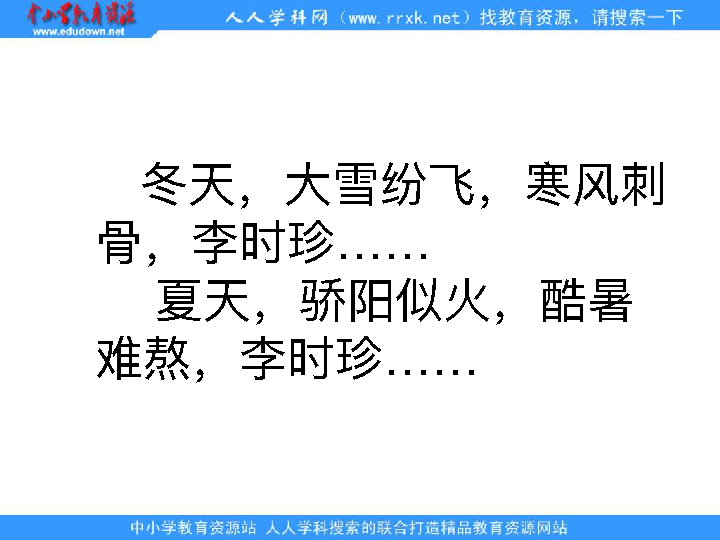 中小学教育资源
www.edudown.net
人人学科网（www.rrxk.net）找教育资源，请搜索一下
冬天，大雪纷飞，寒风刺
骨，李时珍……
夏天，骄阳似火，酷暑
难熬，李时珍……
中小学教育资源站 人人学科搜索的联合打造精品教育资源网站